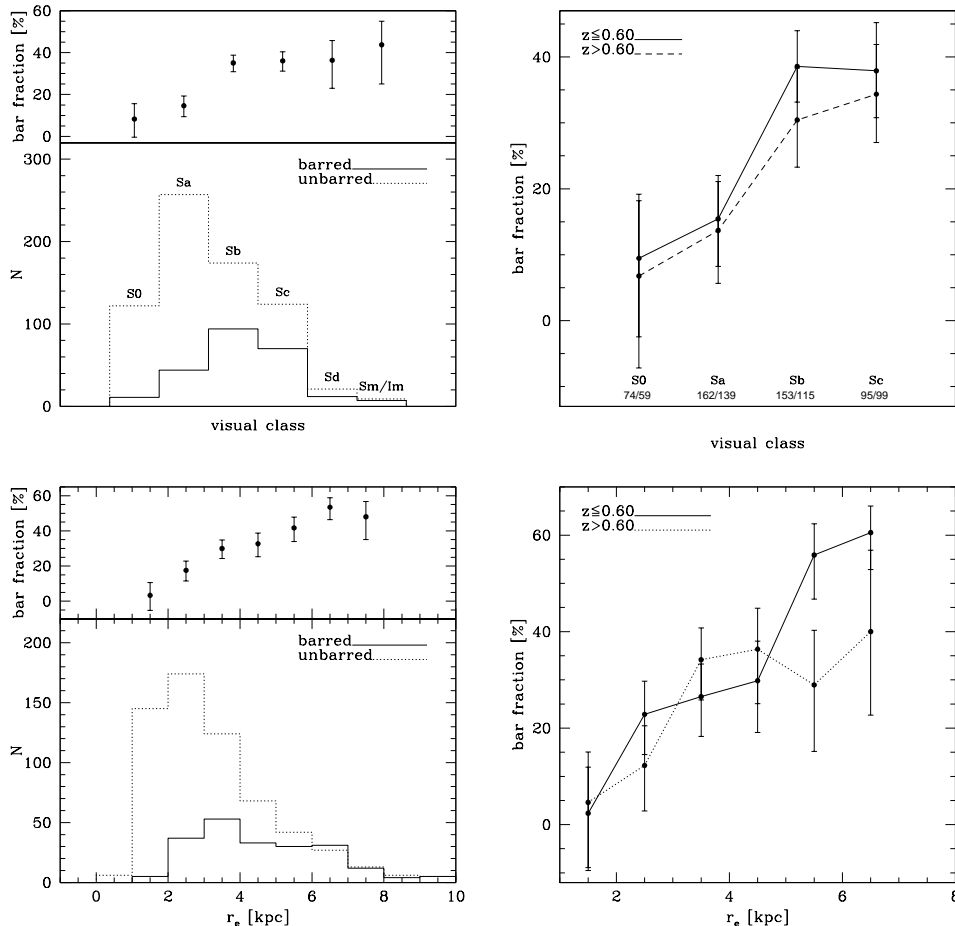 60
40
20
0
bar fraction [%]
300
200
100
0
N
barred
unbarred
S0
Sa
Sb
Sc
Sd
Sm/Im
visual class
z≦0.60
z>0.60
40
20
0
bar fraction [%]
S0 Sa Sb Sc
74/59 162/139 153/115 95/99
visual class
60
40
20
0
bar fraction [%]
200
150
100
50
0
N
barred
unbarred
0 2 4 6 8 10
r_e [kpc]
z≦0.60
z>0.60
60
40
20
0
bar fraction [%]
2 4 6 8
r_e [kpc]